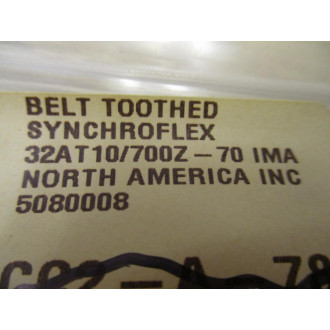 BELT TOOTHED
SYNCHROFLEX
32AT10/700Z-70 IMA
NORTH AMERICA INC
5080008